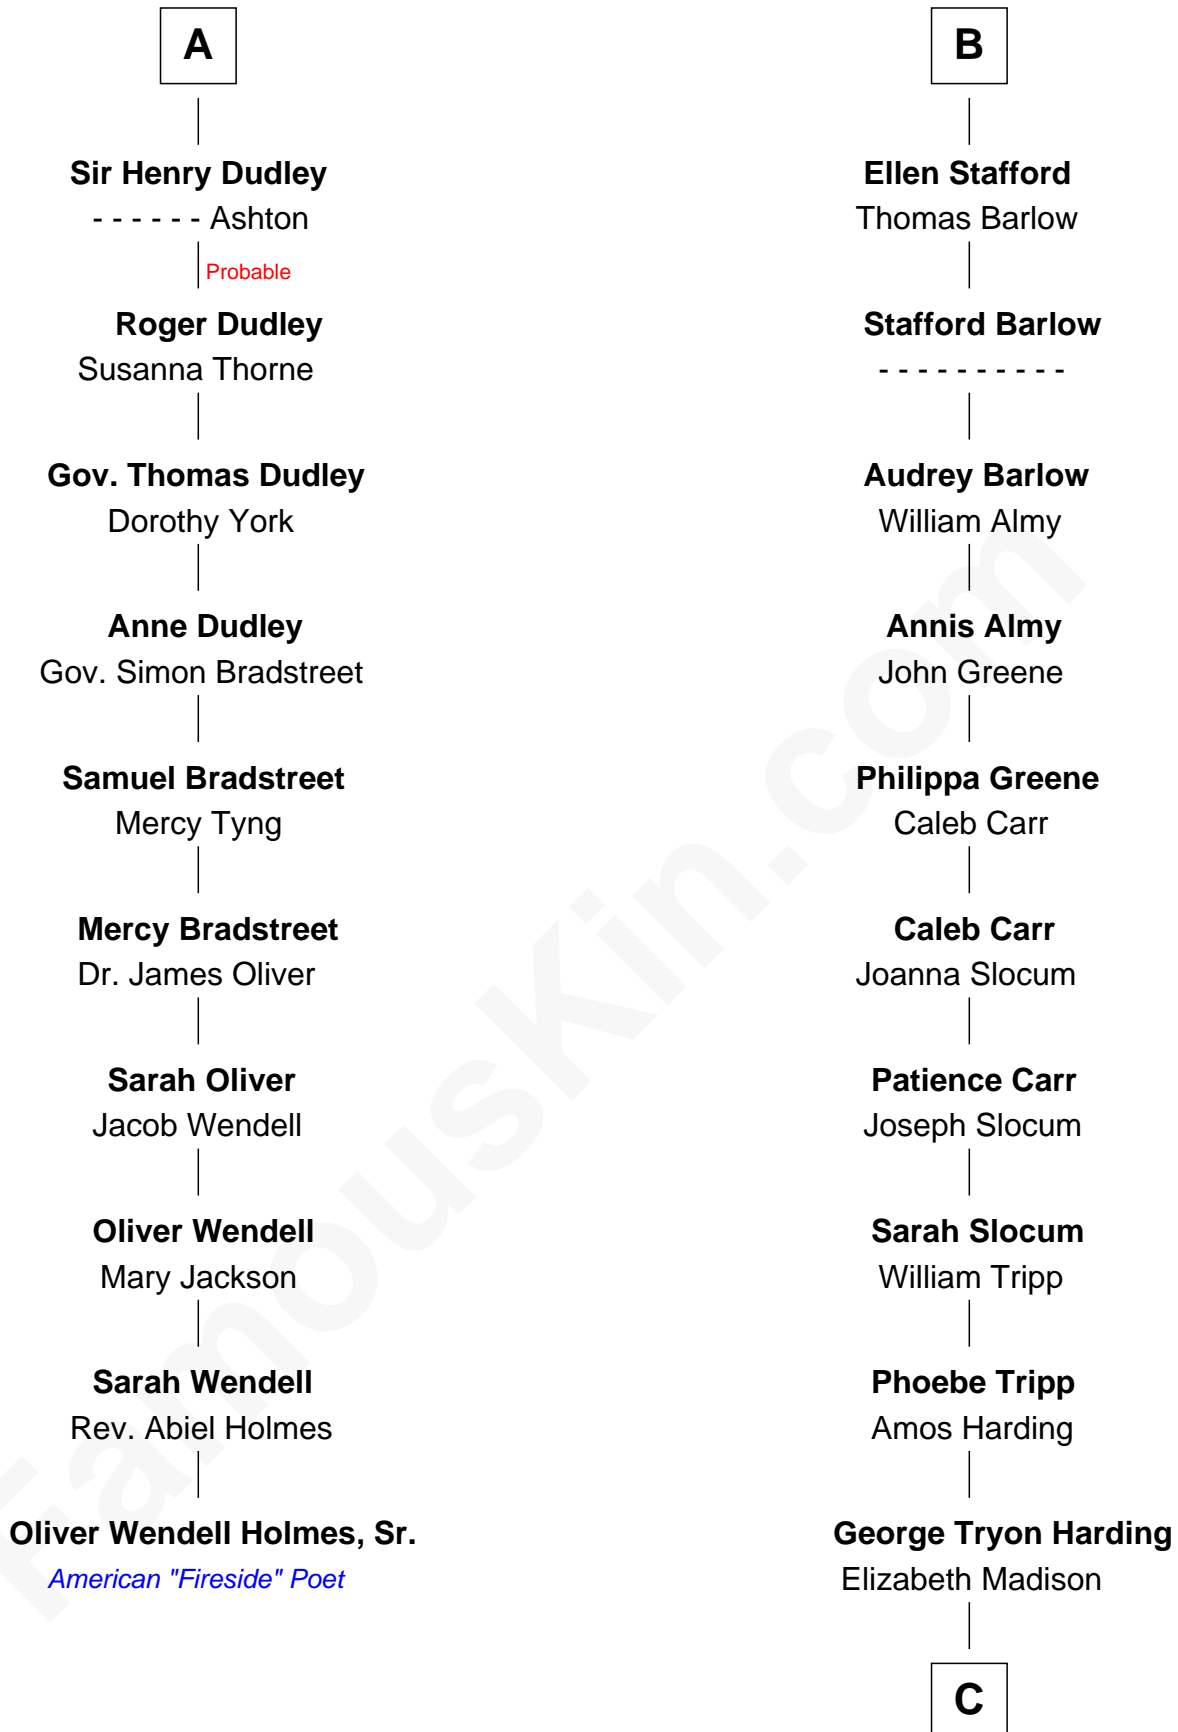 A
Sir Henry Dudley
- - - - - - Ashton
Probable
Roger Dudley
Susanna Thorne
Gov. Thomas Dudley
Dorothy York
Anne Dudley
Gov. Simon Bradstreet
Samuel Bradstreet
Mercy Tyng
Mercy Bradstreet
Dr. James Oliver
Sarah Oliver
Jacob Wendell
Oliver Wendell
Mary Jackson
Sarah Wendell
Rev. Abiel Holmes
Oliver Wendell Holmes, Sr.
American "Fireside" Poet
B
Ellen Stafford
Thomas Barlow
Stafford Barlow
- - - - - - - - - -
Audrey Barlow
William Almy
Annis Almy
John Greene
Philippa Greene
Caleb Carr
Caleb Carr
Joanna Slocum
Patience Carr
Joseph Slocum
Sarah Slocum
William Tripp
Phoebe Tripp
Amos Harding
George Tryon Harding
Elizabeth Madison
C
FamousKin.com